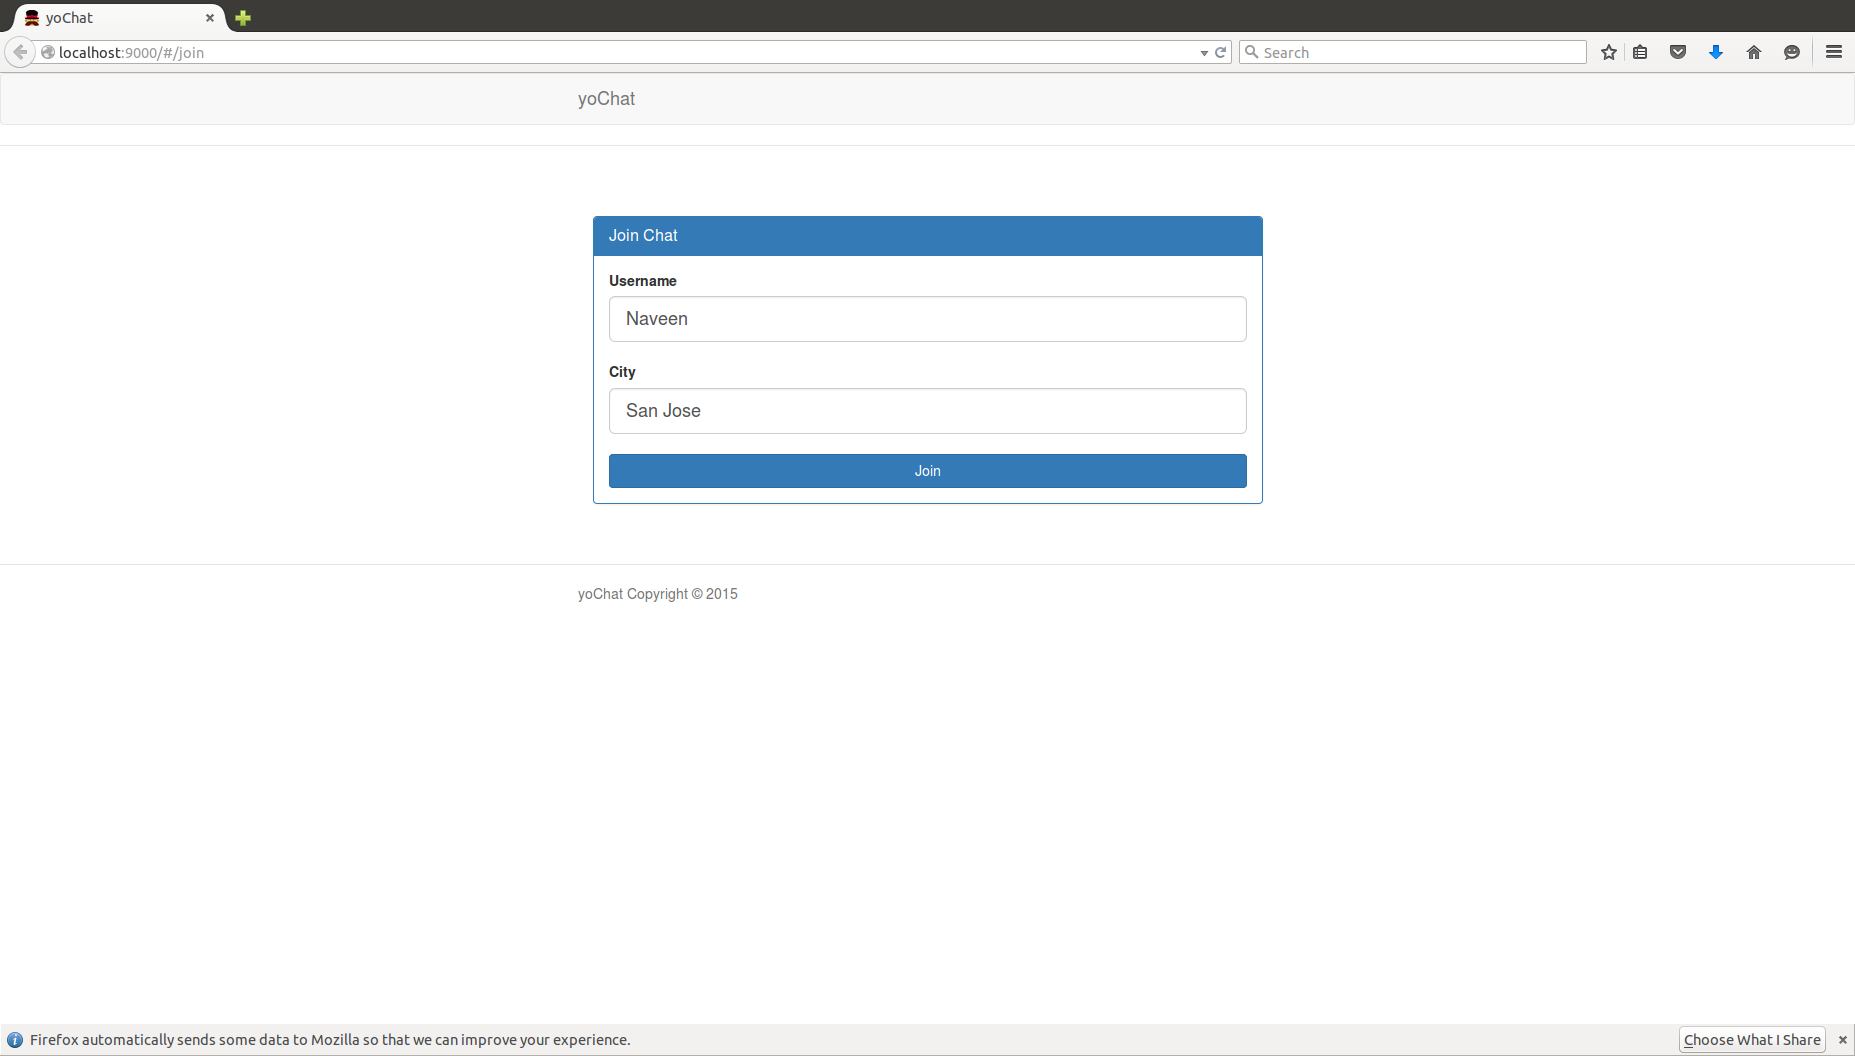 yoChat
localhost:9000/#/join
Search
yoChat
Join Chat
Username
Naveen
City
San Jose
Join
yoChat Copyright © 2015
Firefox automatically sends some data to Mozilla so that we can improve your experience.
Choose What I Share